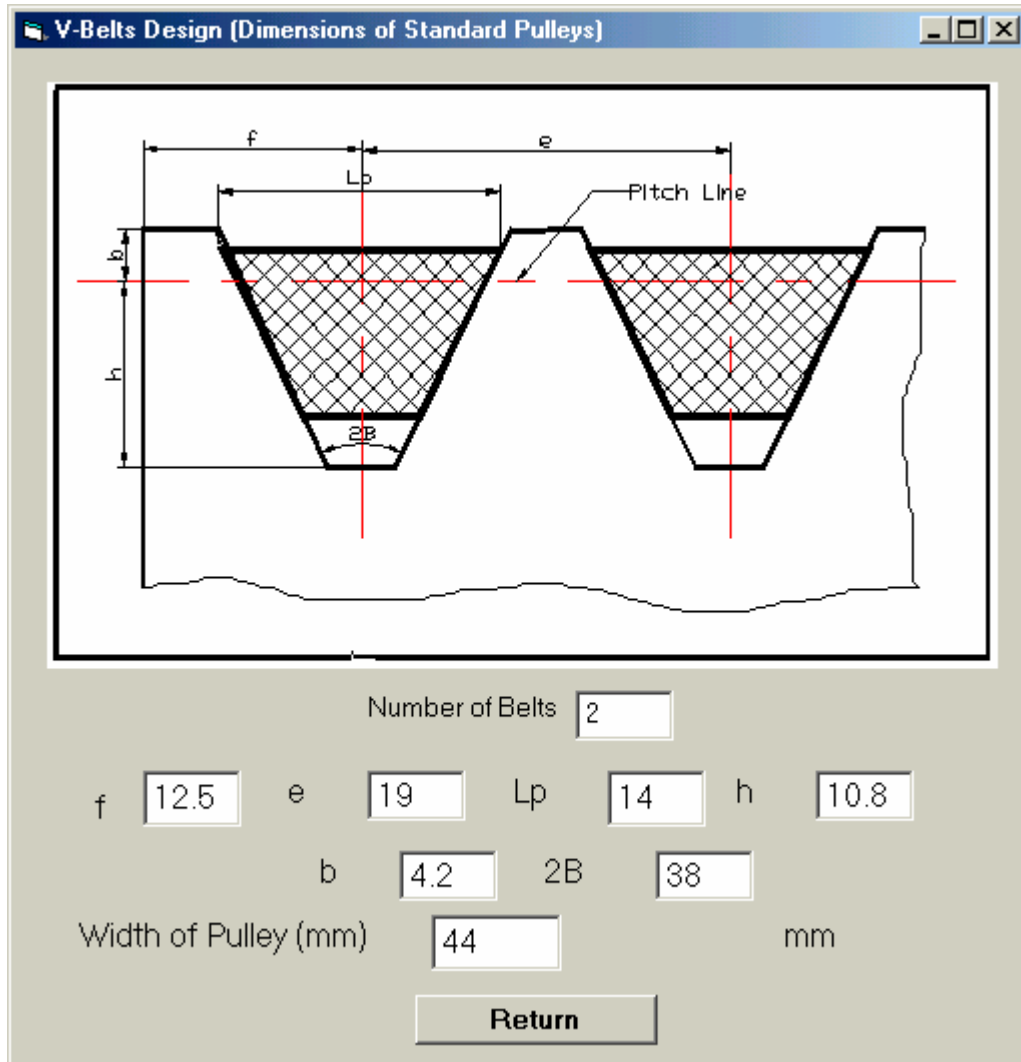 V-Belts Design (Dimensions of Standard Pulleys)
f
e
Lp
Pitch Line
b
h
2B
Number of Belts 2
f 12.5 e 19 Lp 14 h 10.8
b 4.2 2B 38
Width of Pulley (mm) 44 mm
Return